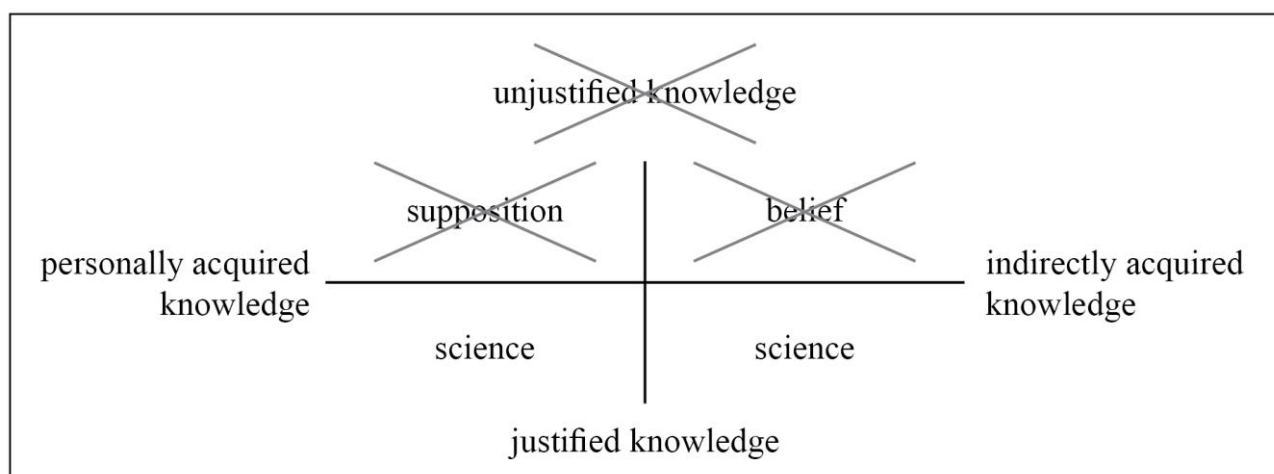 unjustified knowledge
supposition
belief
personally acquired
knowledge
indirectly acquired
knowledge
science
science
justified knowledge